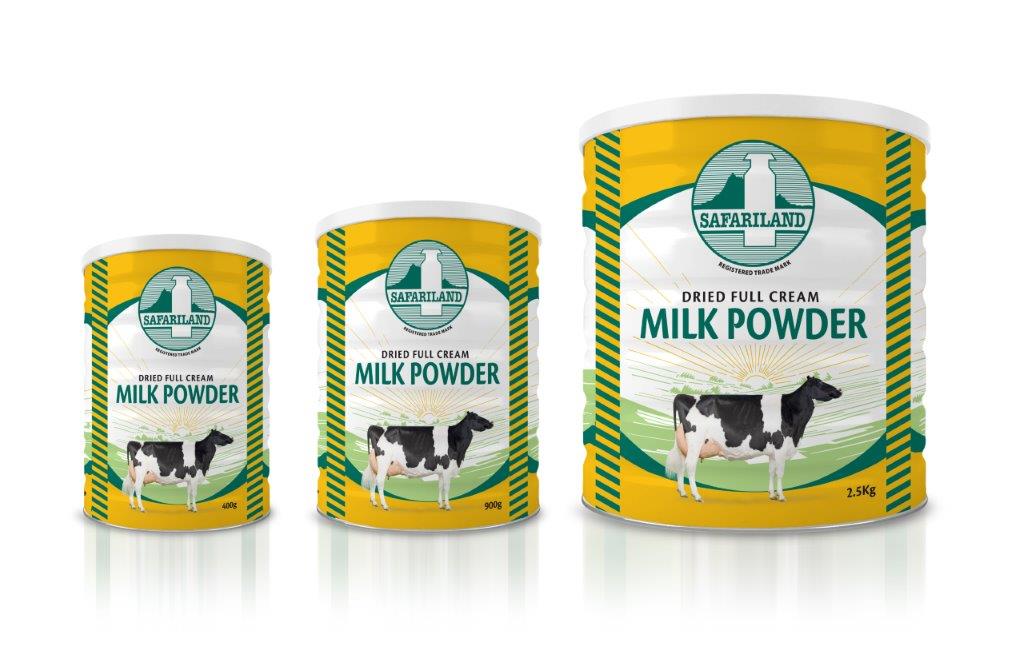 SAFARILAND
REGISTERED TRADE MARK
DRIED FULL CREAM
MILK POWDER
400g
SAFARILAND
REGISTERED TRADE MARK
DRIED FULL CREAM
MILK POWDER
900g
SAFARILAND
REGISTERED TRADE MARK
DRIED FULL CREAM
MILK POWDER
2.5Kg